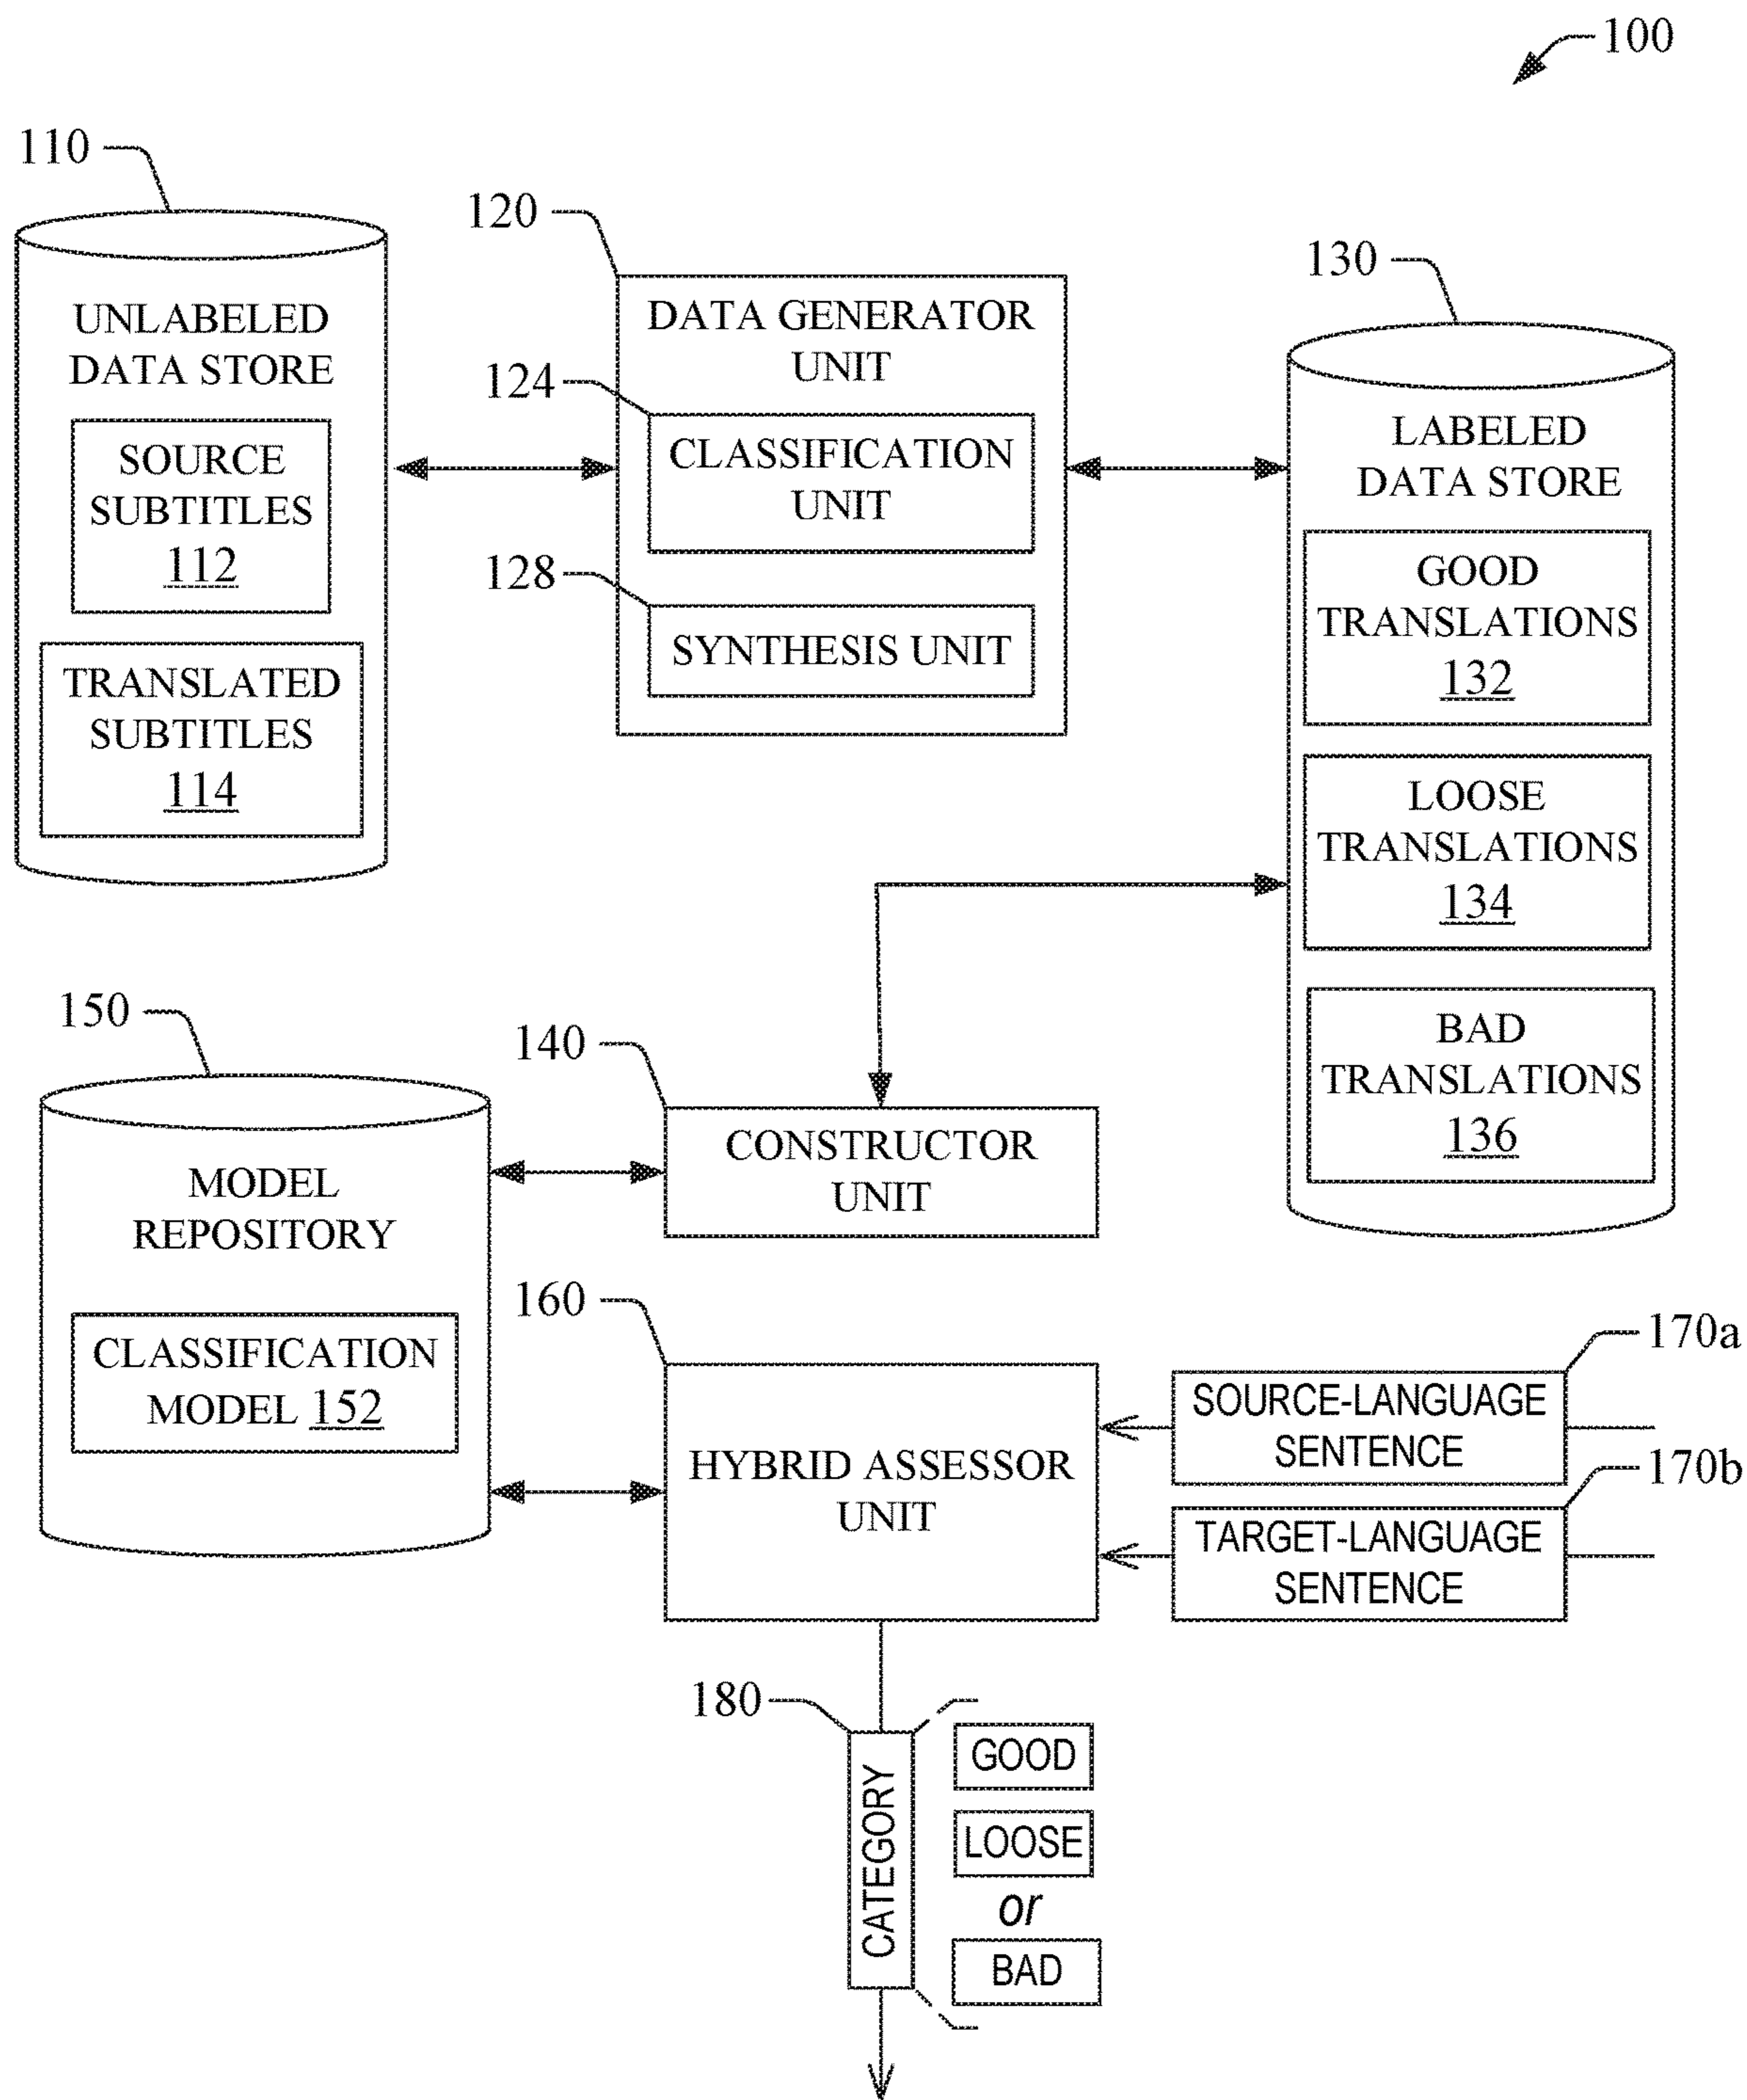 100
110
UNLABELED
DATA STORE
SOURCE
SUBTITLES
112
TRANSLATED
SUBTITLES
114
120
DATA GENERATOR
UNIT
124
CLASSIFICATION
UNIT
128
SYNTHESIS UNIT
130
LABELED
DATA STORE
GOOD
TRANSLATIONS
132
LOOSE
TRANSLATIONS
134
BAD
TRANSLATIONS
136
140
CONSTRUCTOR
UNIT
150
MODEL
REPOSITORY
CLASSIFICATION
MODEL 152
160
HYBRID ASSESSOR
UNIT
170a
SOURCE-LANGUAGE
SENTENCE
170b
TARGET-LANGUAGE
SENTENCE
180
CATEGORY
GOOD
LOOSE
or
BAD